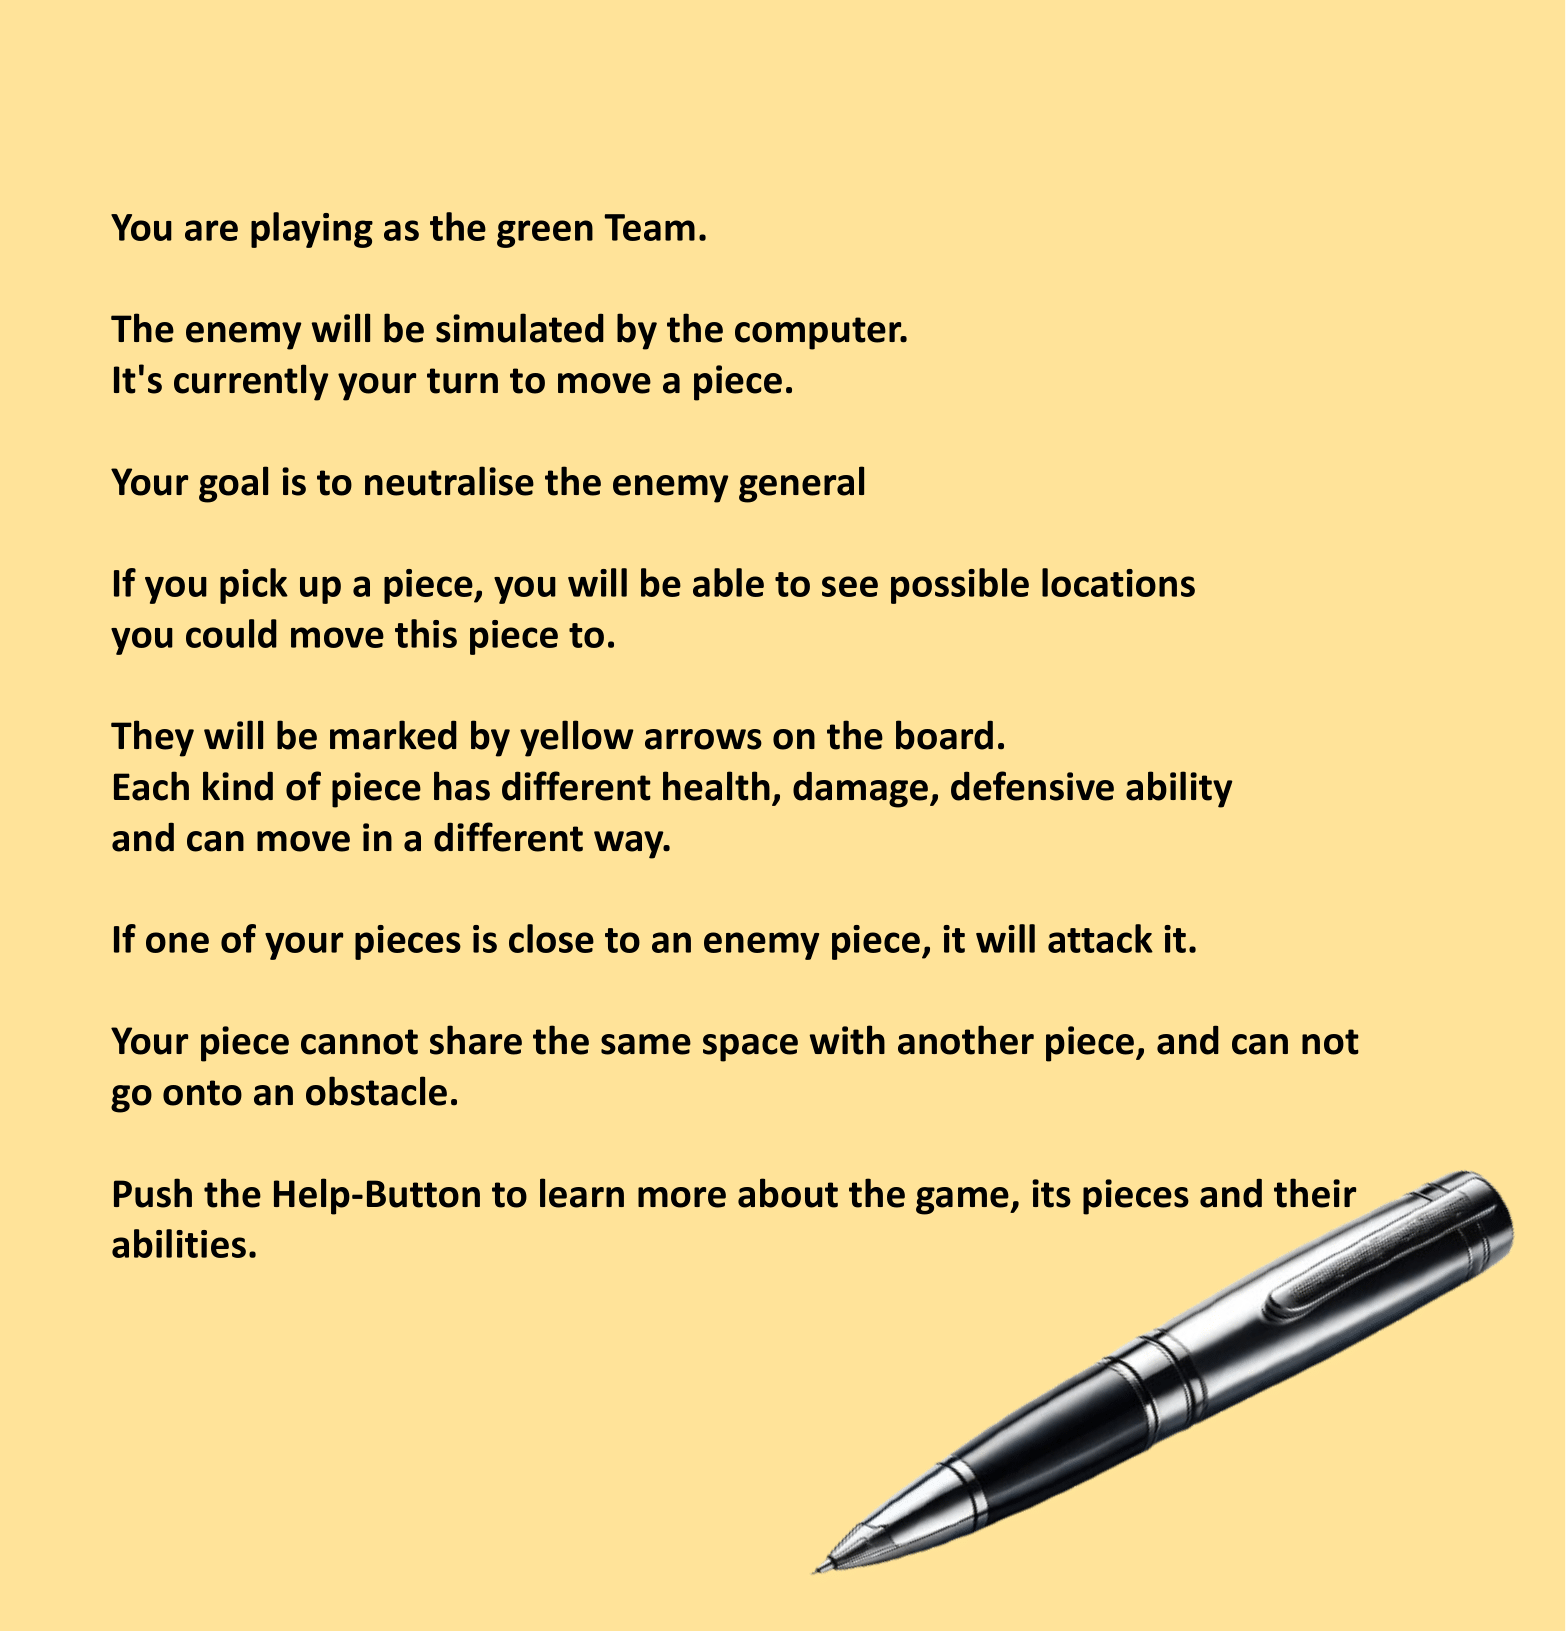 You are playing as the green Team.
The enemy will be simulated by the computer.
It's currently your turn to move a piece.
Your goal is to neutralise the enemy general
If you pick up a piece, you will be able to see possible locations
you could move this piece to.
They will be marked by yellow arrows on the board.
Each kind of piece has different health, damage, defensive ability
and can move in a different way.
If one of your pieces is close to an enemy piece, it will attack it.
Your piece cannot share the same space with another piece, and can not
go onto an obstacle.
Push the Help-Button to learn more about the game, its pieces and their
abilities.